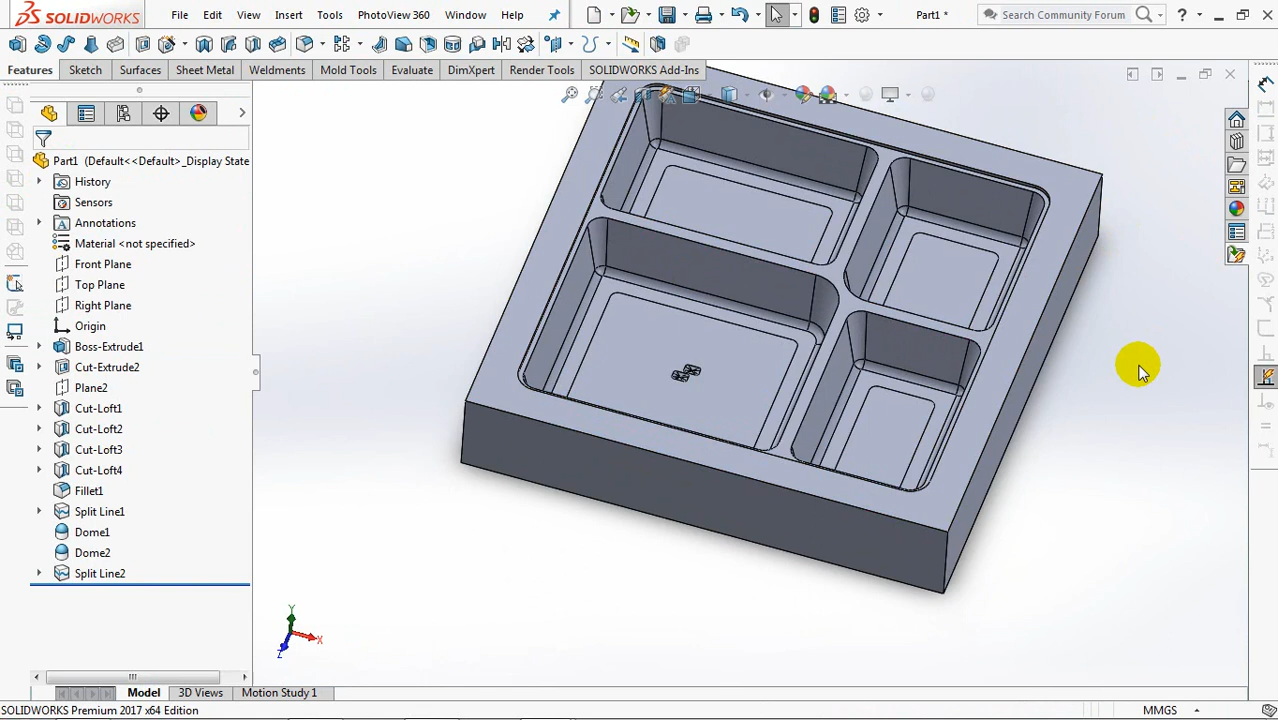 SOLIDWORKS File Edit View Insert Tools PhotoView 360 Window Help Part1 * Search Community Forum ?
Features Sketch Surfaces Sheet Metal Weldments Mold Tools Evaluate DimXpert Render Tools SOLIDWORKS Add-Ins
Part1 (Default<<Default>_Display State
History
Sensors
Annotations
Material <not specified>
Front Plane
Top Plane
Right Plane
Origin
Boss-Extrude1
Cut-Extrude2
Plane2
Cut-Loft1
Cut-Loft2
Cut-Loft3
Cut-Loft4
Fillet1
Split Line1
Dome1
Dome2
Split Line2
Y
X
Z
Model 3D Views Motion Study 1
SOLIDWORKS Premium 2017 x64 Edition MMGS